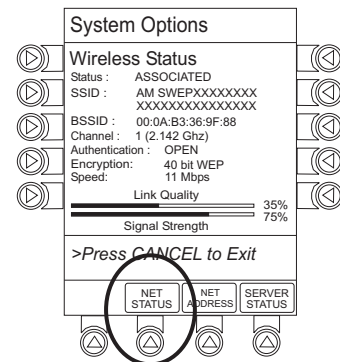 System Options
Wireless Status
Status : ASSOCIATED
SSID : AM SWEPXXXXXXXX
XXXXXXXXXXXXXXX
BSSID : 00:0A:B3:36:9F:88
Channel : 1 (2.142 Ghz)
Authentication : OPEN
Encryption: 40 bit WEP
Speed: 11 Mbps
Link Quality
35%
75%
Signal Strength
>Press CANCEL to Exit
NET STATUS
NET ADDRESS
SERVER STATUS